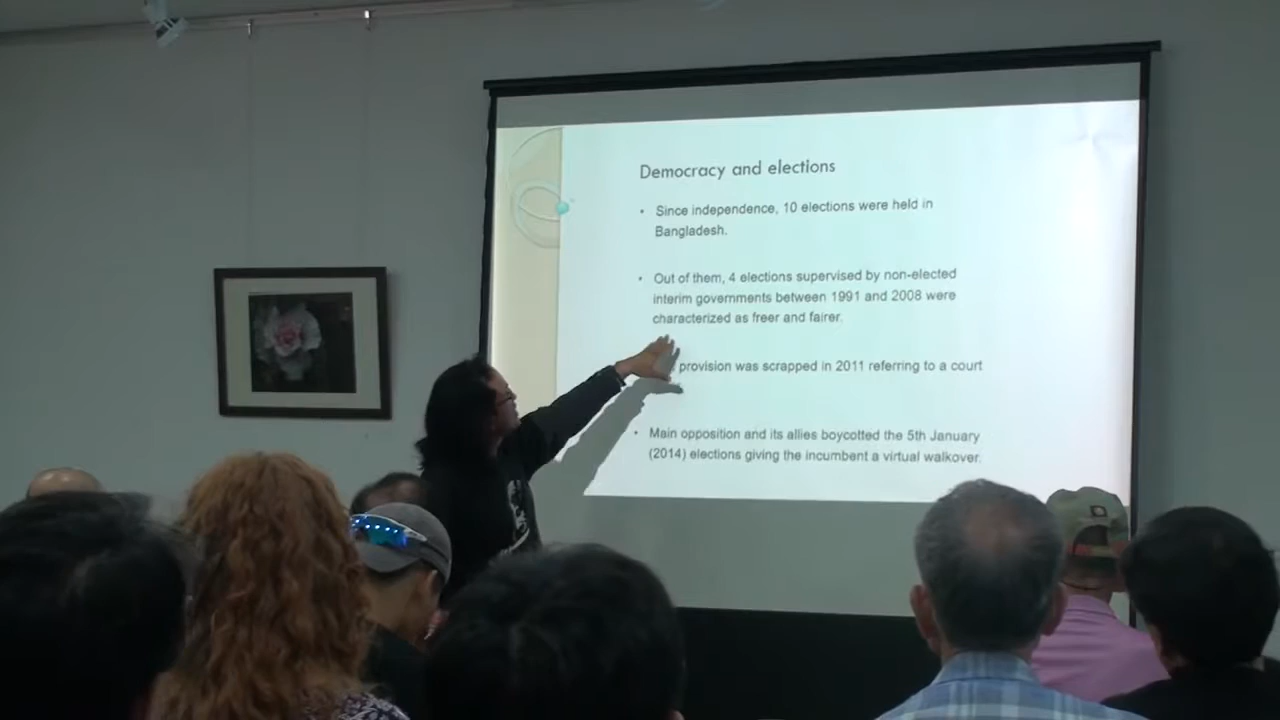 Democracy and elections
• Since independence, 10 elections were held in
Bangladesh.
• Out of them, 4 elections supervised by non-elected
interim governments between 1991 and 2008 were
characterized as freer and fairer.
provision was scrapped in 2011 referring to a court
• Main opposition and its allies boycotted the 5th January
(2014) elections giving the incumbent a virtual walkover.